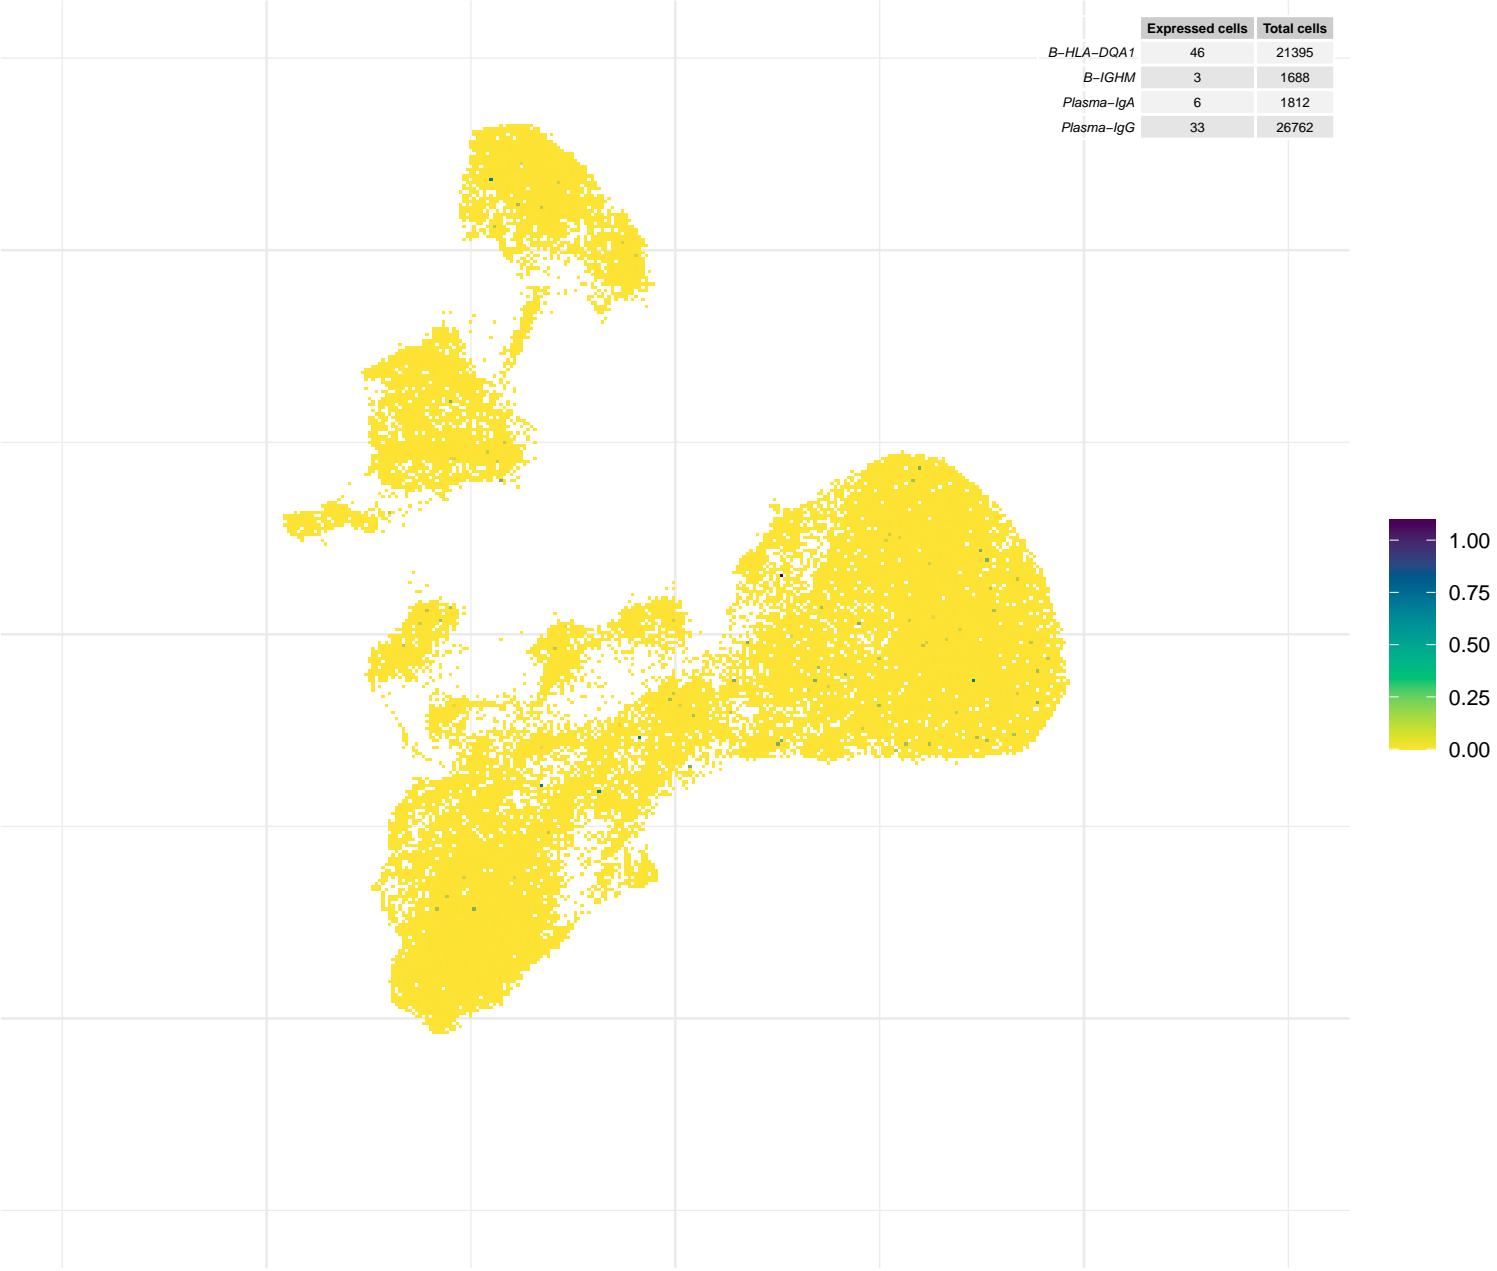 Expressed cells Total cells
B−HLA−DQA1 46 21395
B−IGHM 3 1688
Plasma−IgA 6 1812
Plasma−IgG 33 26762
1.00
0.75
0.50
0.25
0.00